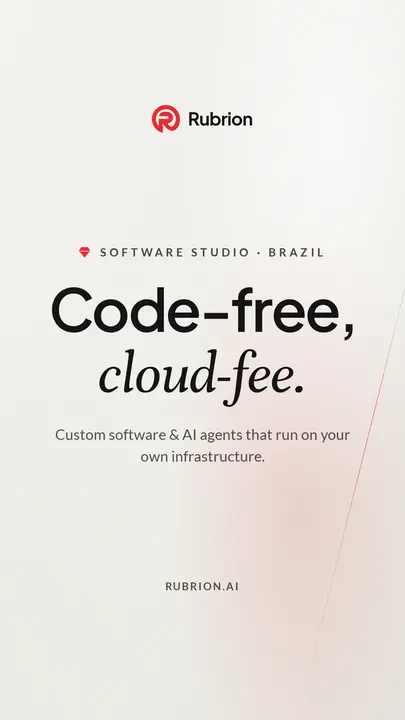 Rubrion
SOFTWARE STUDIO · BRAZIL
Code-free,
cloud-fee.
Custom software & AI agents that run on your
own infrastructure.
RUBRION.AI